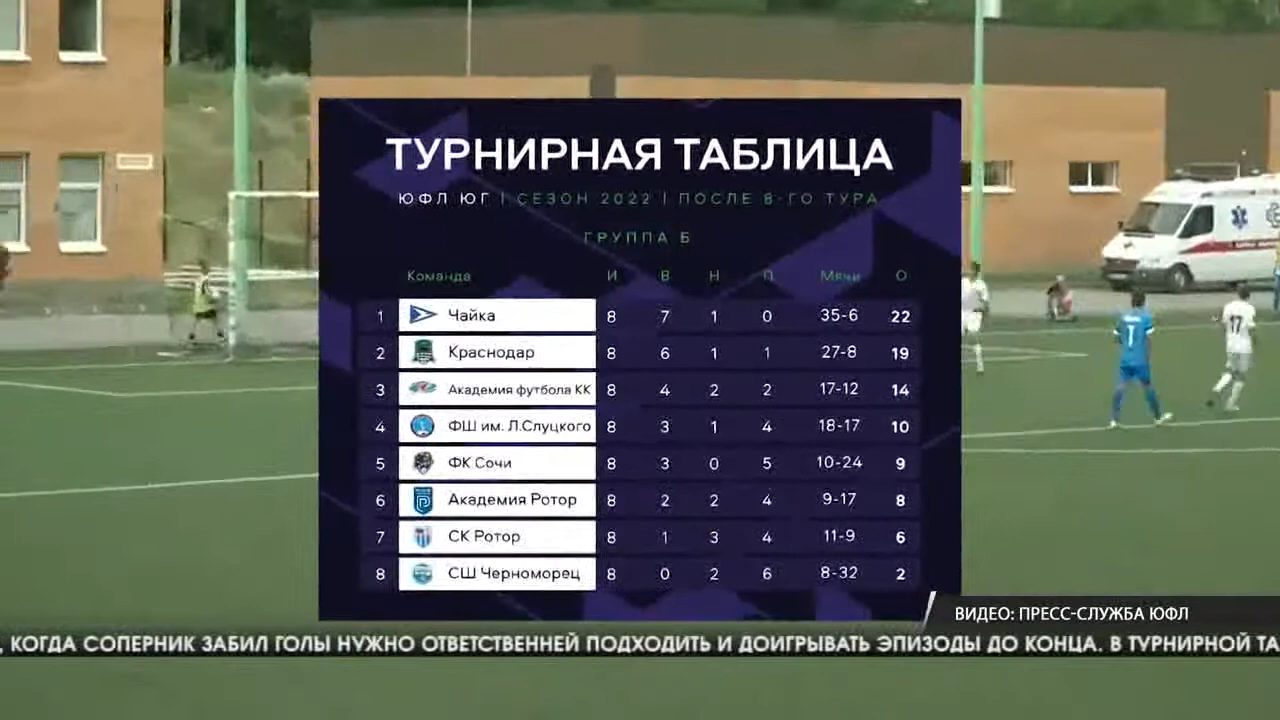 ТУРНИРНАЯ ТАБЛИЦА
ЮФЛ ЮГ | СЕЗОН 2022 | ПОСЛЕ 8-ГО ТУРА
ГРУППА Б
Команда И В Н П Мячи О
1 Чайка 8 7 1 0 35-6 22
2 Краснодар 8 6 1 1 27-8 19
3 Академия футбола КК 8 4 2 2 17-12 14
4 ФШ им. Л.Слуцкого 8 3 1 4 18-17 10
5 ФК Сочи 8 3 0 5 10-24 9
6 Академия Ротор 8 2 2 4 9-17 8
7 СК Ротор 8 1 3 4 11-9 6
8 СШ Черноморец 8 0 2 6 8-32 2
1
17
ВИДЕО: ПРЕСС-СЛУЖБА ЮФЛ
, КОГДА СОПЕРНИК ЗАБИЛ ГОЛЫ НУЖНО ОТВЕТСТВЕННЕЙ ПОДХОДИТЬ И ДОИГРЫВАТЬ ЭПИЗОДЫ ДО КОНЦА. В ТУРНИРНОЙ ТА